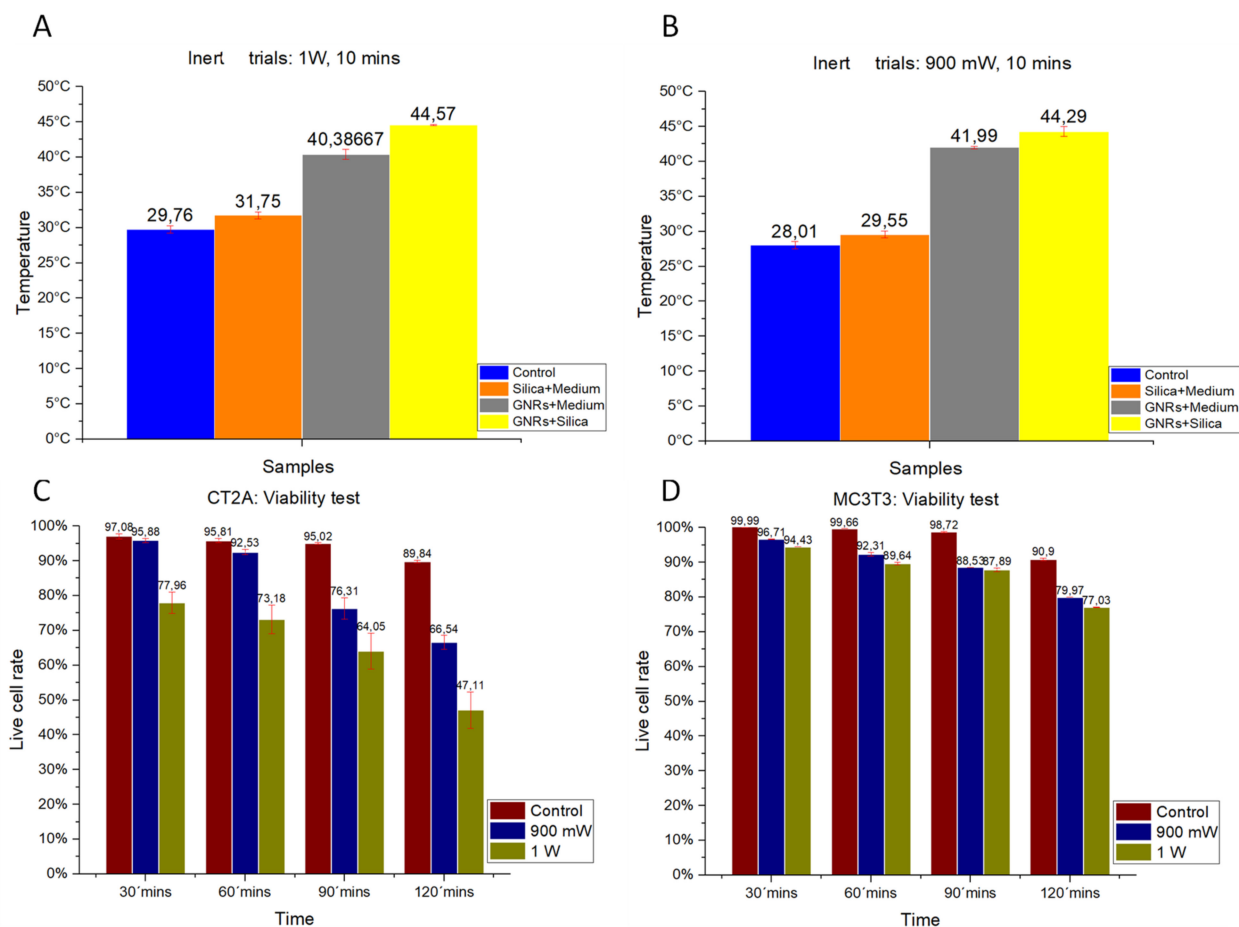 A
Inert trials: 1W, 10 mins
50°C
45°C
40°C
35°C
30°C
25°C
20°C
15°C
10°C
5°C
0°C
Temperature
29,76
31,75
40,38667
44,57
Control
Silica+Medium
GNRs+Medium
GNRs+Silica
Samples
B
Inert trials: 900 mW, 10 mins
50°C
45°C
40°C
35°C
30°C
25°C
20°C
15°C
10°C
5°C
0°C
Temperature
28,01
29,55
41,99
44,29
Control
Silica+Medium
GNRs+Medium
GNRs+Silica
Samples
C
CT2A: Viability test
100%
90%
80%
70%
60%
50%
40%
30%
20%
10%
0%
Live cell rate
97,08
95,88
77,96
95,81
92,53
73,18
95,02
76,31
64,05
89,84
66,54
47,11
Control
900 mW
1 W
30´mins
60´mins
90´mins
120´mins
Time
D
MC3T3: Viability test
100%
90%
80%
70%
60%
50%
40%
30%
20%
10%
0%
Live cell rate
99,99
96,71
94,43
99,66
92,31
89,64
98,72
88,53
87,89
90,9
79,97
77,03
Control
900 mW
1 W
30´mins
60´mins
90´mins
120´mins
Time